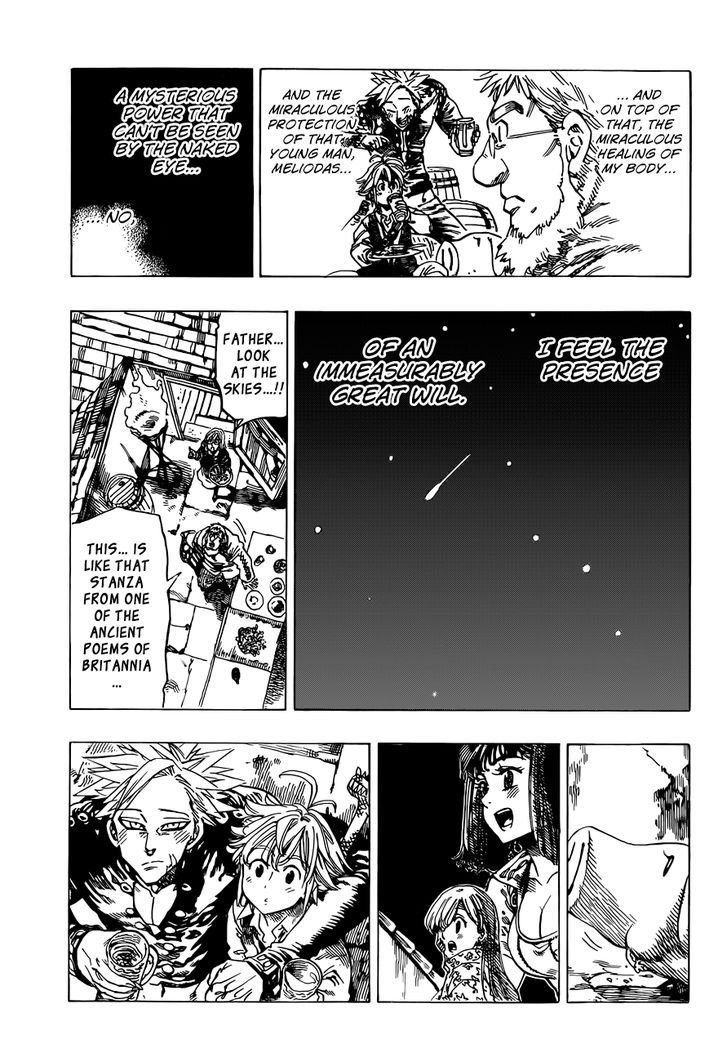 ... AND
ON TOP OF
THAT, THE
MIRACULOUS
HEALING OF
MY BODY...
AND THE
MIRACULOUS
PROTECTION
OF THAT
YOUNG MAN,
MELIODAS...
A MYSTERIOUS
POWER THAT
CAN'T BE SEEN
BY THE NAKED
EYE...
... NO.
I FEEL THE
PRESENCE
OF AN
IMMEASURABLY
GREAT WILL.
FATHER...
LOOK
AT THE
SKIES...!!
THIS... IS
LIKE THAT
STANZA
FROM ONE
OF THE
ANCIENT
POEMS OF
BRITANNIA
...